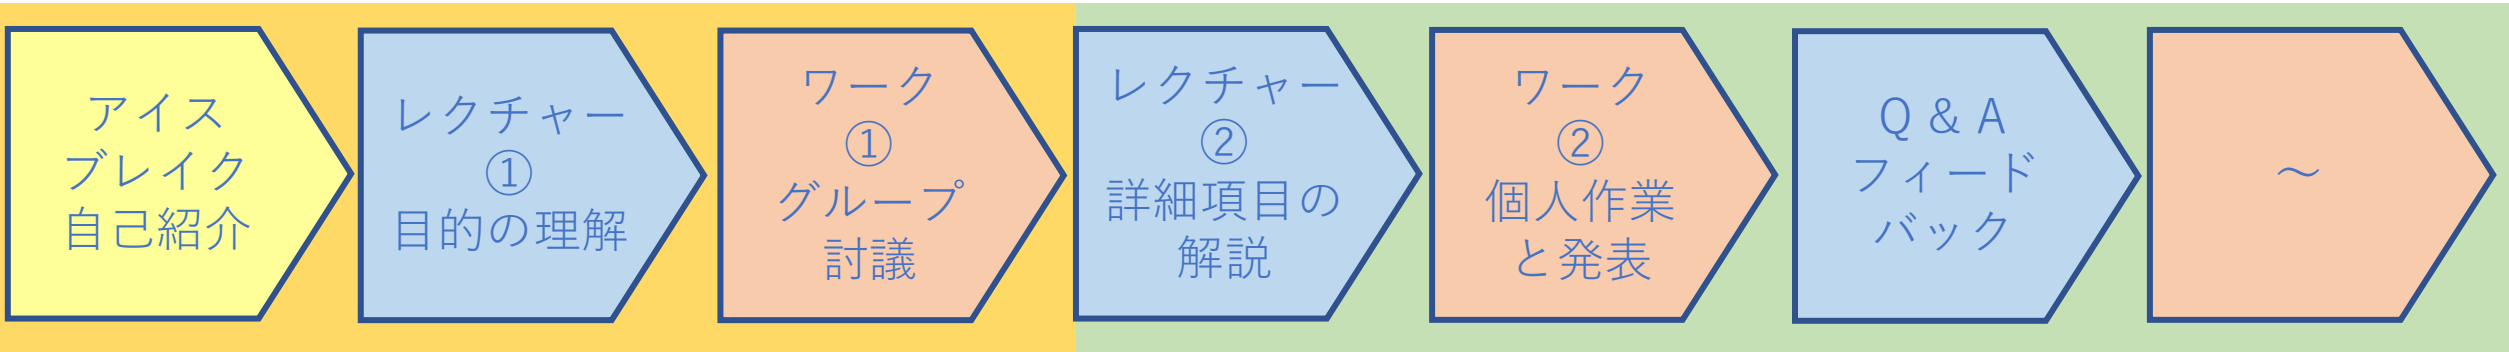 アイス
ブレイク
自己紹介
レクチャー
①
目的の理解
ワーク
①
グループ
討議
レクチャー
②
詳細項目の
解説
ワーク
②
個人作業
と発表
Q & A
フィード
バック
～